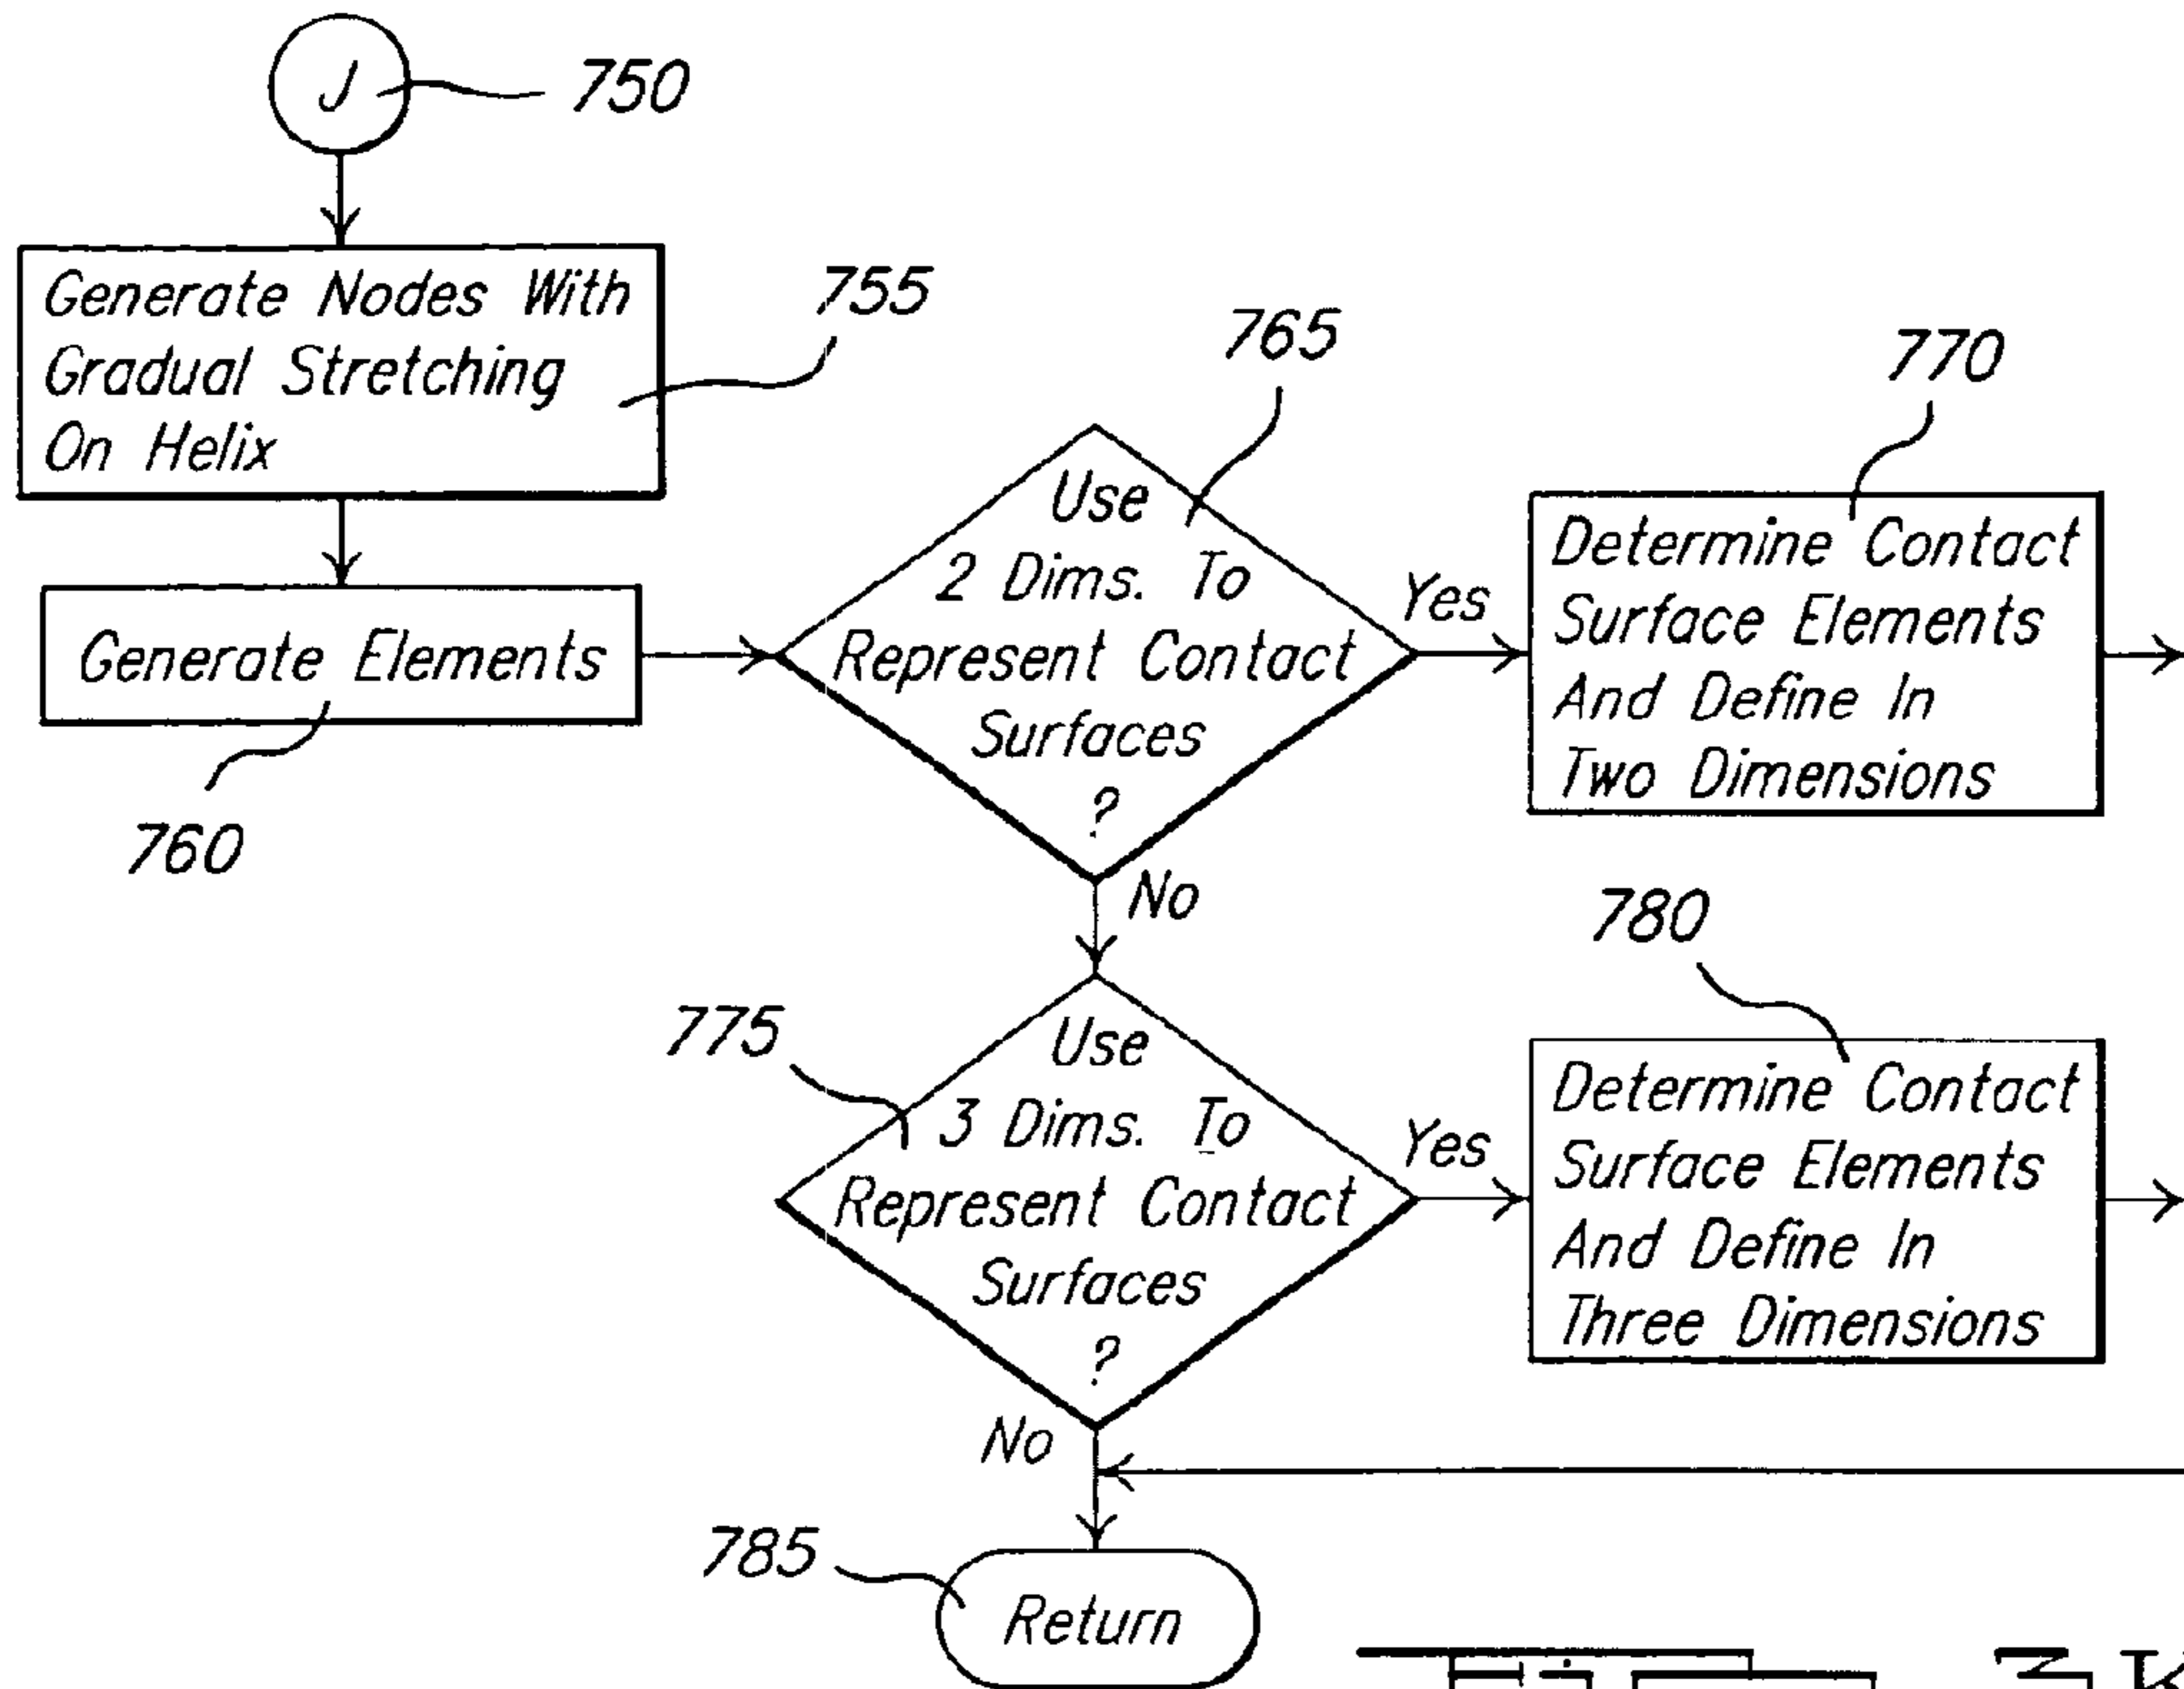 J
750
Generate Nodes With
Gradual Stretching
On Helix
755
Generate Elements
760
765
Use
2 Dims. To
Represent Contact
Surfaces
?
Yes
No
770
Determine Contact
Surface Elements
And Define In
Two Dimensions
775
Use
3 Dims. To
Represent Contact
Surfaces
?
Yes
No
780
Determine Contact
Surface Elements
And Define In
Three Dimensions
785
Return